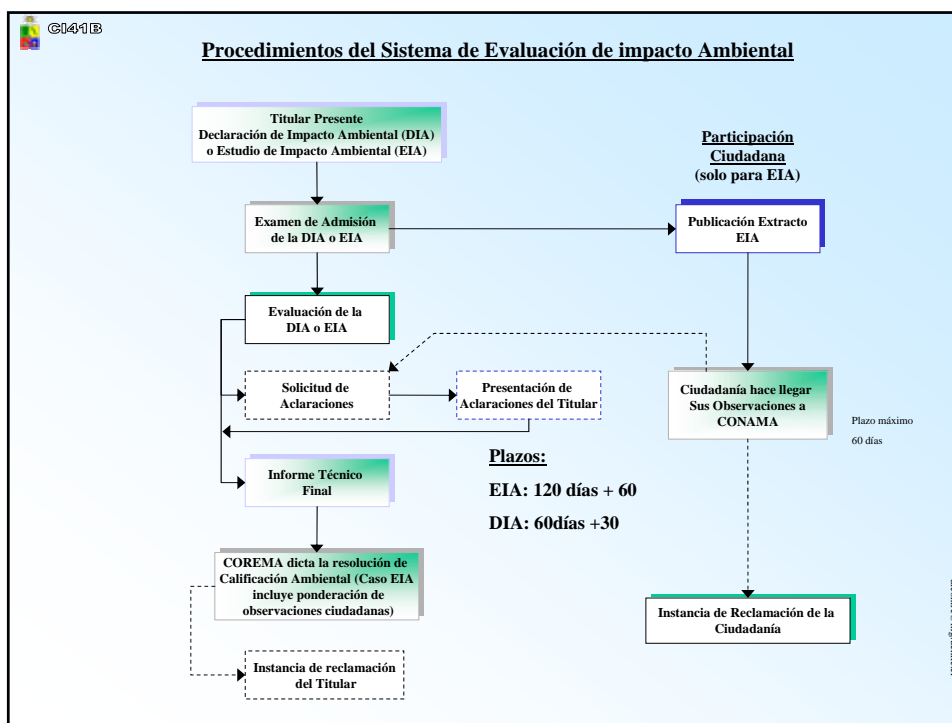 CI41B
Procedimientos del Sistema de Evaluación de impacto Ambiental
Titular Presente
Declaración de Impacto Ambiental (DIA)
o Estudio de Impacto Ambiental (EIA)
Participación
Ciudadana
(solo para EIA)
Examen de Admisión
de la DIA o EIA
Publicación Extracto
EIA
Evaluación de la
DIA o EIA
Solicitud de
Aclaraciones
Presentación de
Aclaraciones del Titular
Ciudadanía hace llegar
Sus Observaciones a
CONAMA
Plazo máximo
60 días
Plazos:
EIA: 120 días + 60
DIA: 60días +30
Informe Técnico
Final
COREMA dicta la resolución de
Calificación Ambiental (Caso EIA
incluye ponderación de
observaciones ciudadanas)
Instancia de Reclamación de la
Ciudadanía
Instancia de reclamación
del Titular